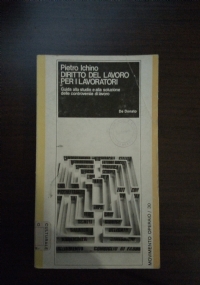 Pietro Ichino
DIRITTO DEL LAVORO
PER I LAVORATORI
Guida allo studio e alla soluzione
delle controversie di lavoro
De Donato
MOVIMENTO OPERAIO / 30